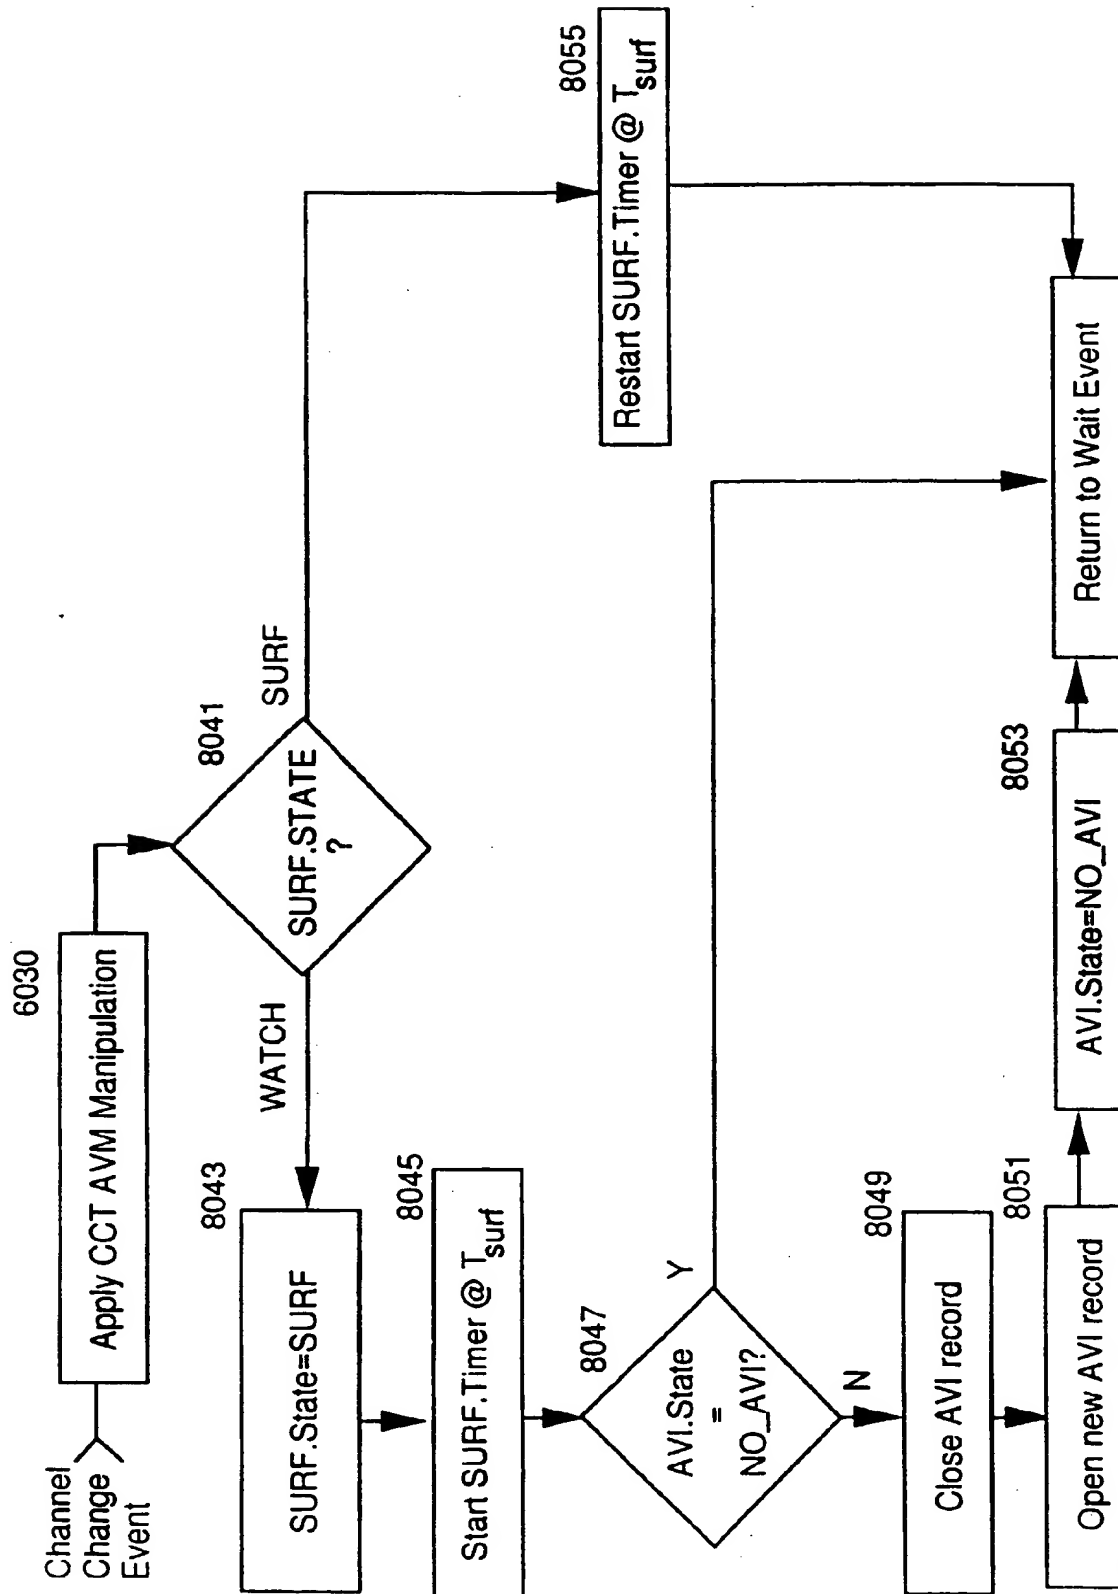 Channel
Change
Event
6030
Apply CCT AVM Manipulation
8041
SURF.STATE
?
WATCH
SURF
8043
SURF.State=SURF
8045
Start SURF.Timer @ Tsurf
8047
AVI.State
=
NO_AVI?
Y
N
8049
Close AVI record
8051
Open new AVI record
8053
AVI.State=NO_AVI
8055
Restart SURF.Timer @ Tsurf
Return to Wait Event